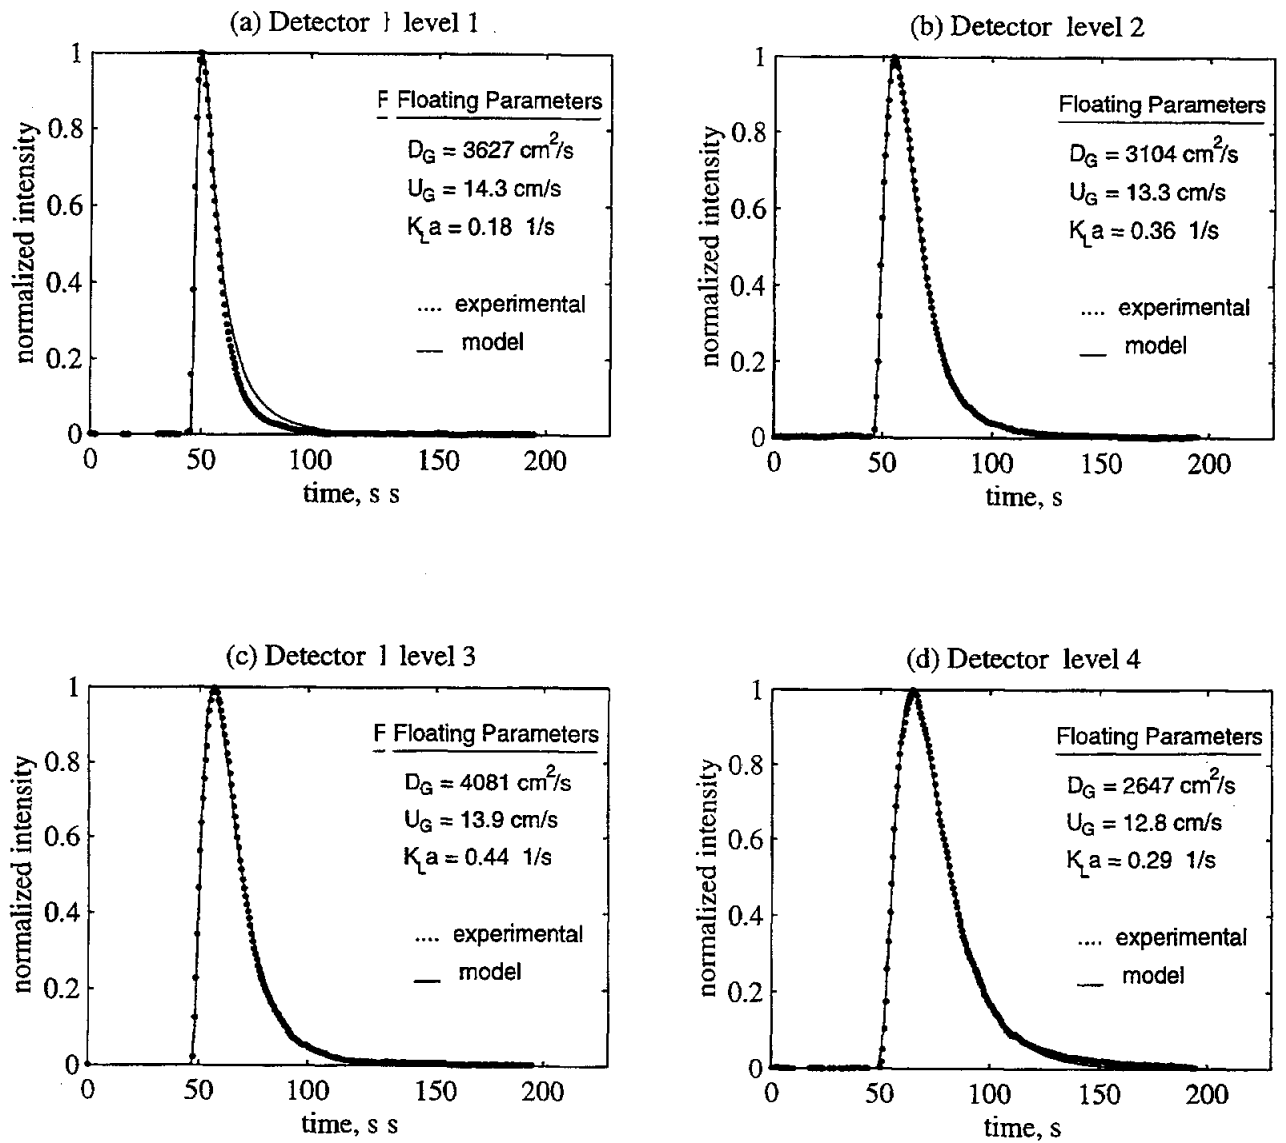 (a) Detector l level 1
1
0.8
0.6
0.4
0.2
0
normalized intensity
F Floating Parameters
D_G = 3627 cm²/s
U_G = 14.3 cm/s
K_La = 0.18 1/s
.... experimental
__ model
0 50 100 150 200
time, s s
(b) Detector level 2
1
0.8
0.6
0.4
0.2
0
normalized intensity
Floating Parameters
D_G = 3104 cm²/s
U_G = 13.3 cm/s
K_La = 0.36 1/s
.... experimental
__ model
0 50 100 150 200
time, s
(c) Detector l level 3
1
0.8
0.6
0.4
0.2
0
normalized intensity
F Floating Parameters
D_G = 4081 cm²/s
U_G = 13.9 cm/s
K_La = 0.44 1/s
.... experimental
__ model
0 50 100 150 200
time, s s
(d) Detector level 4
1
0.8
0.6
0.4
0.2
0
normalized intensity
Floating Parameters
D_G = 2647 cm²/s
U_G = 12.8 cm/s
K_La = 0.29 1/s
.... experimental
__ model
0 50 100 150 200
time, s